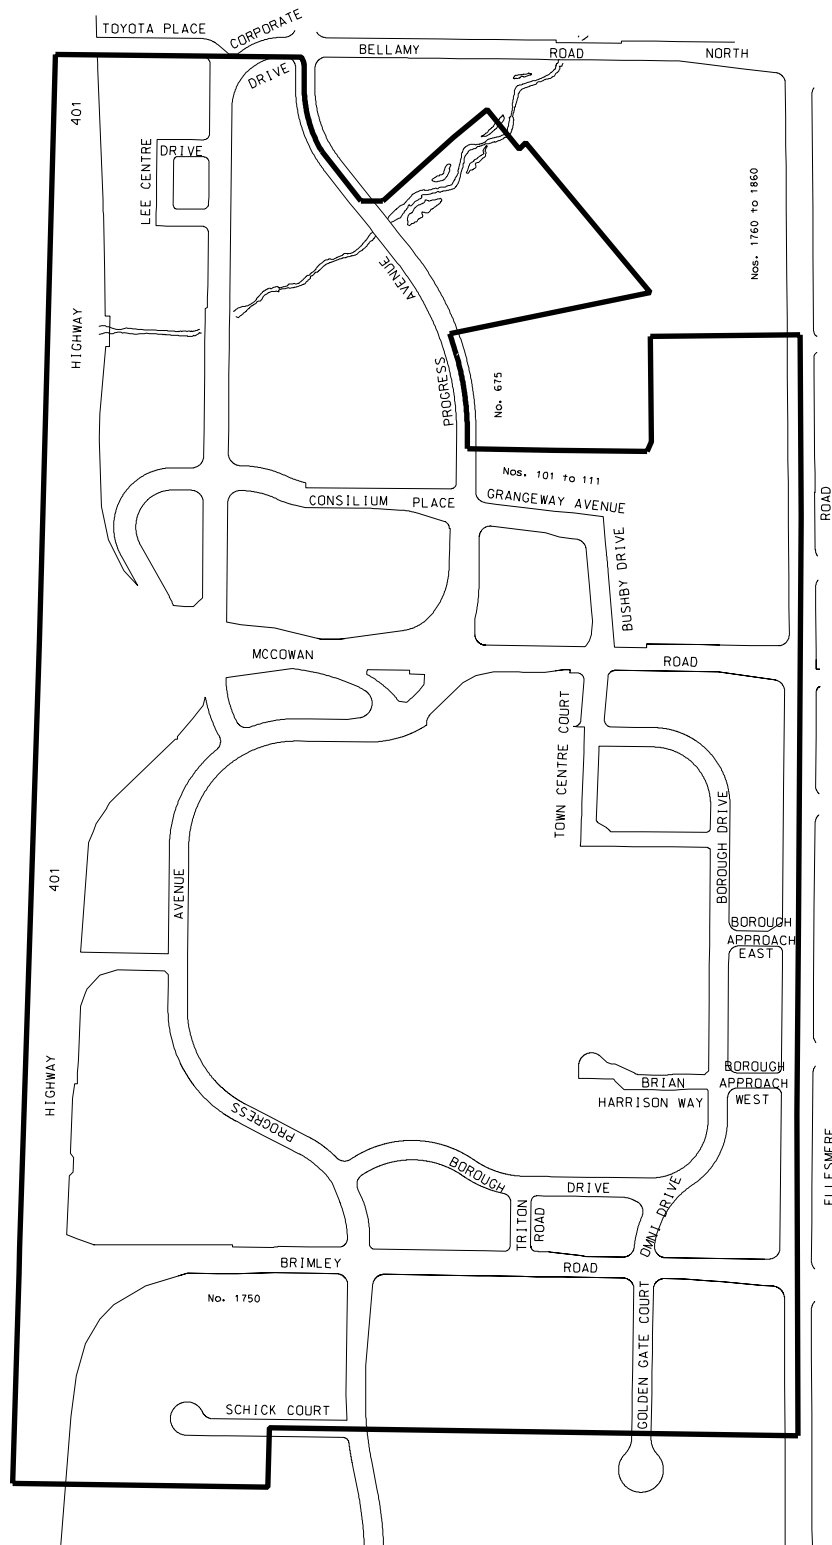 TOYOTA PLACE
CORPORATE
DRIVE
BELLAMY ROAD NORTH
401
LEE CENTRE
DRIVE
Nos. 1760 to 1860
AVENUE
HIGHWAY
PROGRESS
No. 675
Nos. 101 to 111
CONSILIUM PLACE
GRANGEWAY AVENUE
ROAD
BUSHBY DRIVE
MCCOWAN ROAD
TOWN CENTRE COURT
BOROUGH DRIVE
401
AVENUE
BOROUGH
APPROACH
EAST
HIGHWAY
BOROUGH
APPROACH
WEST
BRIAN
HARRISON WAY
PROGRESS
ELLESMERE
BOROUGH DRIVE
TRITON
ROAD
OMNI DRIVE
BRIMLEY ROAD
No. 1750
GOLDEN GATE COURT
SCHICK COURT